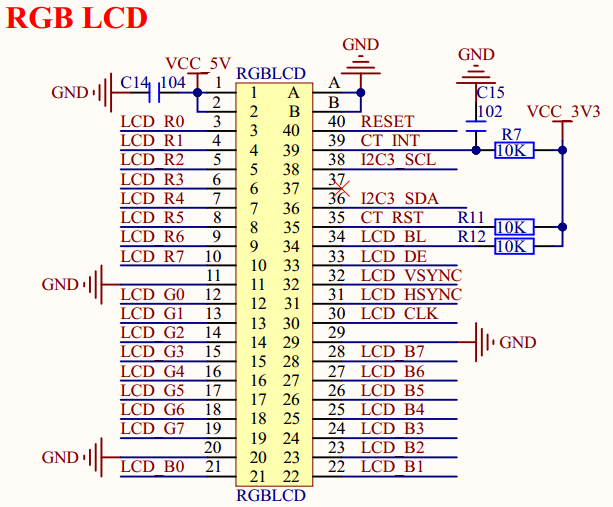 RGB LCD
GND
VCC_5V
C14 104
GND
RGBLCD
C15
102
GND
VCC_3V3
1 1 A A
2 2 B B
LCD_R0 3 3 40 40 RESET
LCD_R1 4 4 39 39 CT_INT R7 10K
LCD_R2 5 5 38 38 I2C3_SCL
LCD_R3 6 6 37 37
LCD_R4 7 7 36 36 I2C3_SDA
LCD_R5 8 8 35 35 CT_RST R11 10K
LCD_R6 9 9 34 34 LCD_BL R12 10K
LCD_R7 10 10 33 33 LCD_DE
GND 11 11 32 32 LCD_VSYNC
LCD_G0 12 12 31 31 LCD_HSYNC
LCD_G1 13 13 30 30 LCD_CLK
LCD_G2 14 14 29 29 GND
LCD_G3 15 15 28 28 LCD_B7
LCD_G4 16 16 27 27 LCD_B6
LCD_G5 17 17 26 26 LCD_B5
LCD_G6 18 18 25 25 LCD_B4
LCD_G7 19 19 24 24 LCD_B3
GND 20 20 23 23 LCD_B2
LCD_B0 21 21 22 22 LCD_B1
RGBLCD